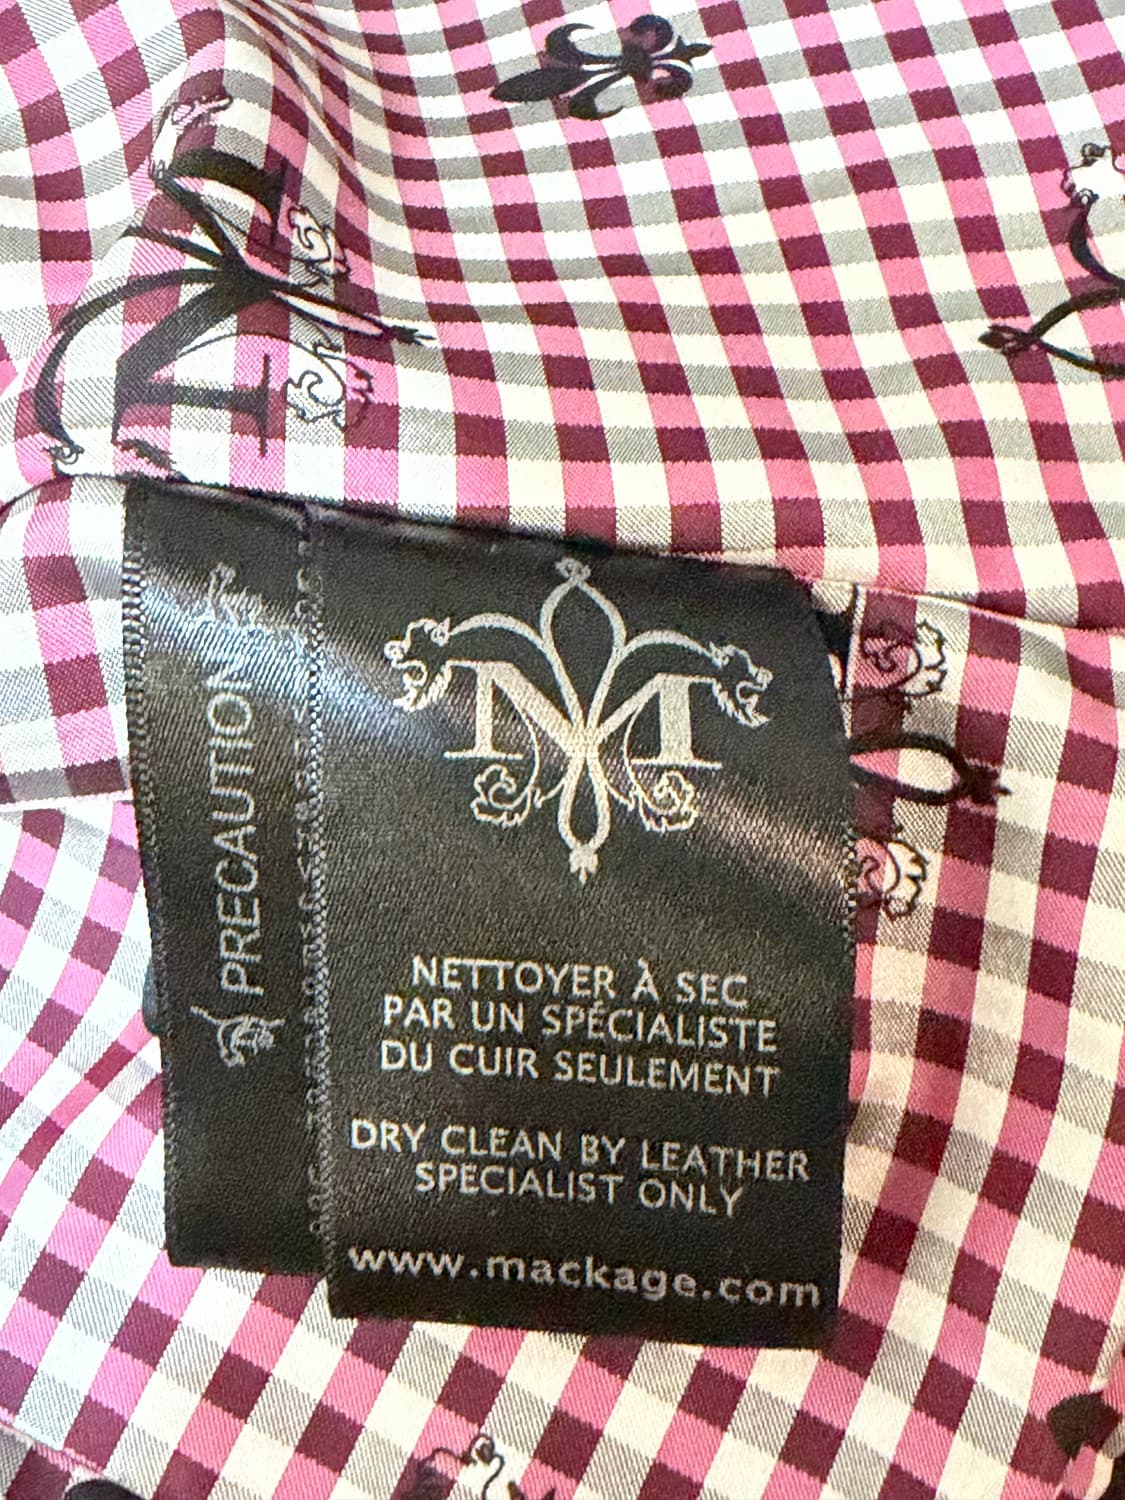 PRECAUTION
M
NETTOYER À SEC
PAR UN SPÉCIALISTE
DU CUIR SEULEMENT
DRY CLEAN BY LEATHER
SPECIALIST ONLY
www.mackage.com